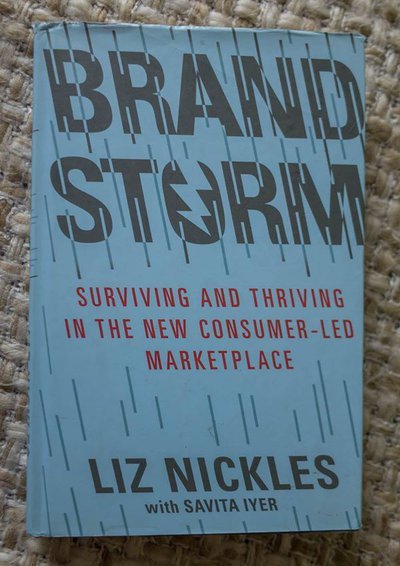 BRAND
STORM
SURVIVING AND THRIVING
IN THE NEW CONSUMER-LED
MARKETPLACE
LIZ NICKLES
with SAVITA IYER